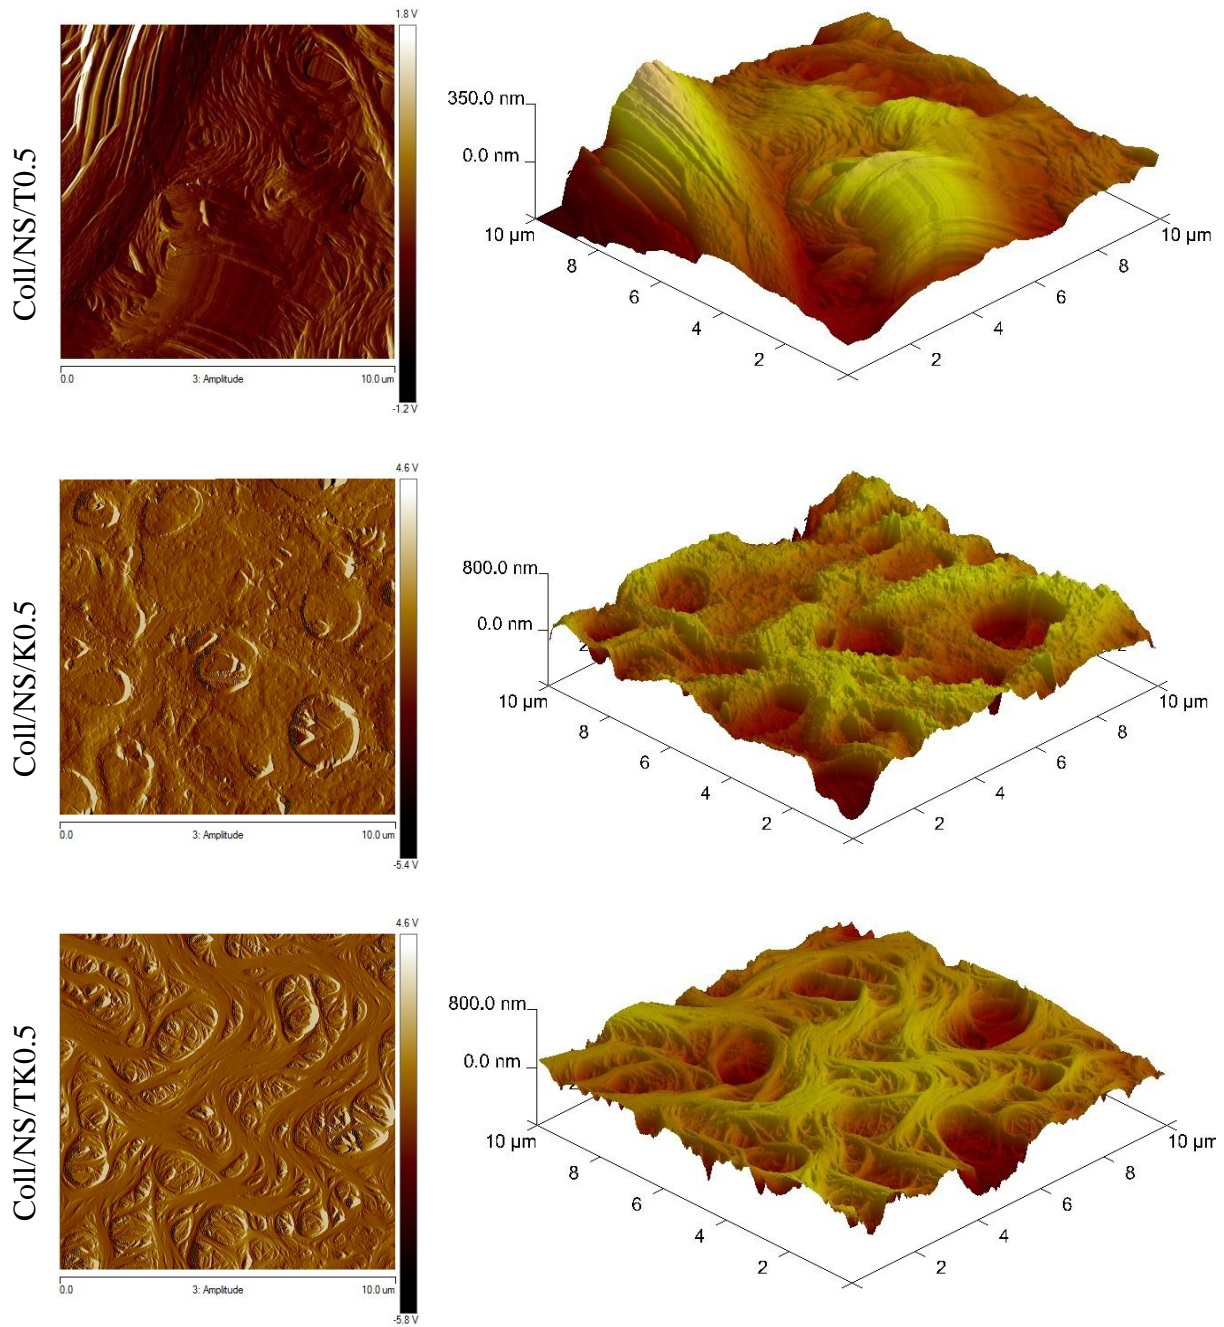 Coll/NS/T0.5
1.8 V
-1.2 V
0.0 3: Amplitude 10.0 um
350.0 nm
0.0 nm
10 µm
8
6
4
2
2
4
6
8
10 µm
Coll/NS/K0.5
4.6 V
-5.4 V
0.0 3: Amplitude 10.0 um
800.0 nm
0.0 nm
10 µm
8
6
4
2
2
4
6
8
10 µm
Coll/NS/TK0.5
4.6 V
-5.8 V
0.0 3: Amplitude 10.0 um
800.0 nm
0.0 nm
10 µm
8
6
4
2
2
4
6
8
10 µm